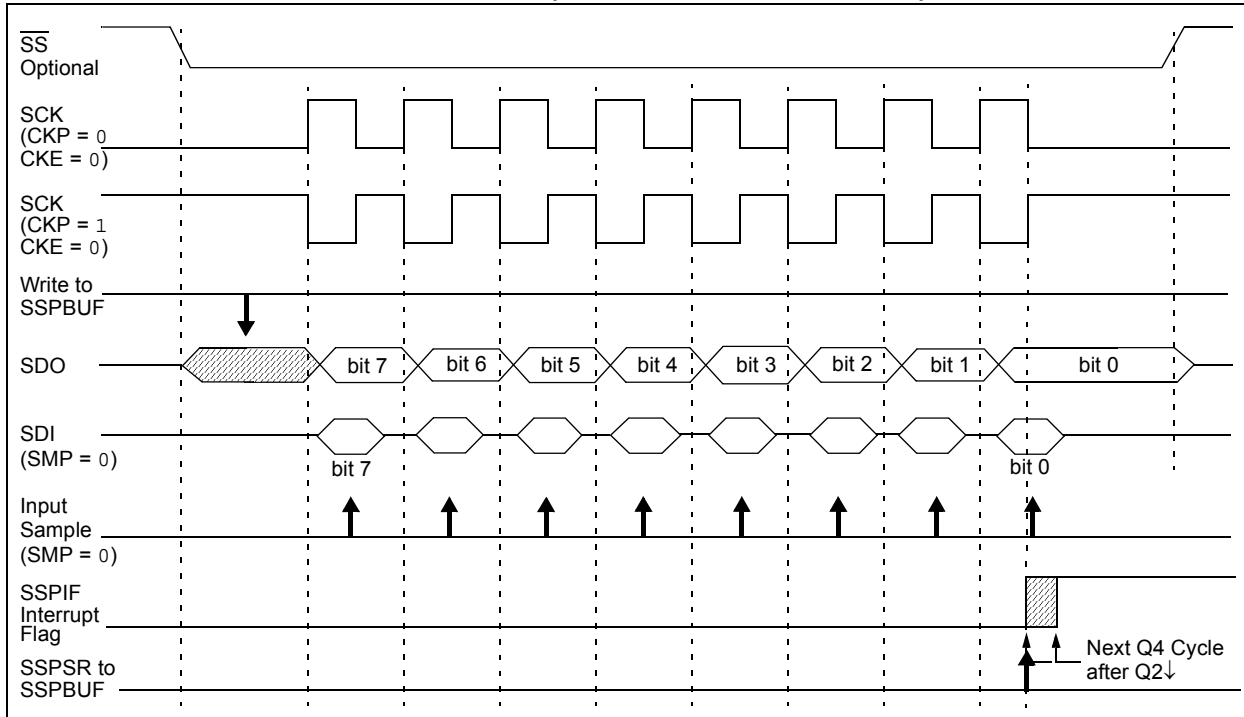 SS
Optional
SCK
(CKP = 0
CKE = 0)
SCK
(CKP = 1
CKE = 0)
Write to
SSPBUF
SDO
bit 7 bit 6 bit 5 bit 4 bit 3 bit 2 bit 1 bit 0
SDI
(SMP = 0)
bit 7 bit 0
Input
Sample
(SMP = 0)
SSPIF
Interrupt
Flag
Next Q4 Cycle
after Q2↓
SSPSR to
SSPBUF